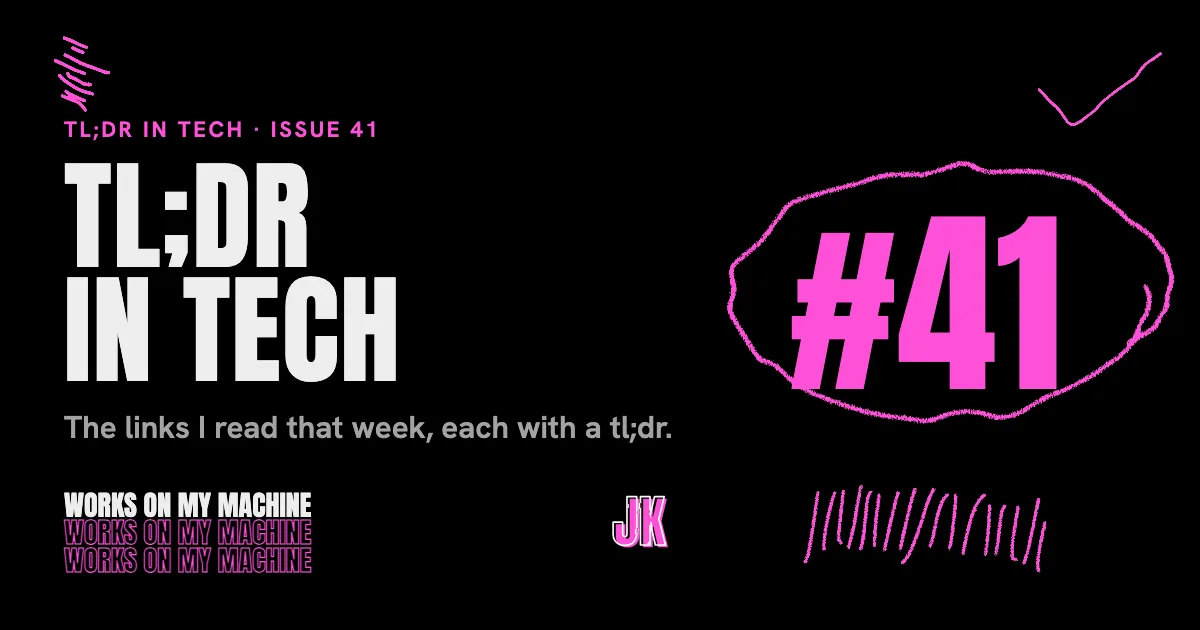 TL;DR IN TECH · ISSUE 41
TL;DR
IN TECH
#41
The links I read that week, each with a tl;dr.
WORKS ON MY MACHINE
WORKS ON MY MACHINE
WORKS ON MY MACHINE
JK